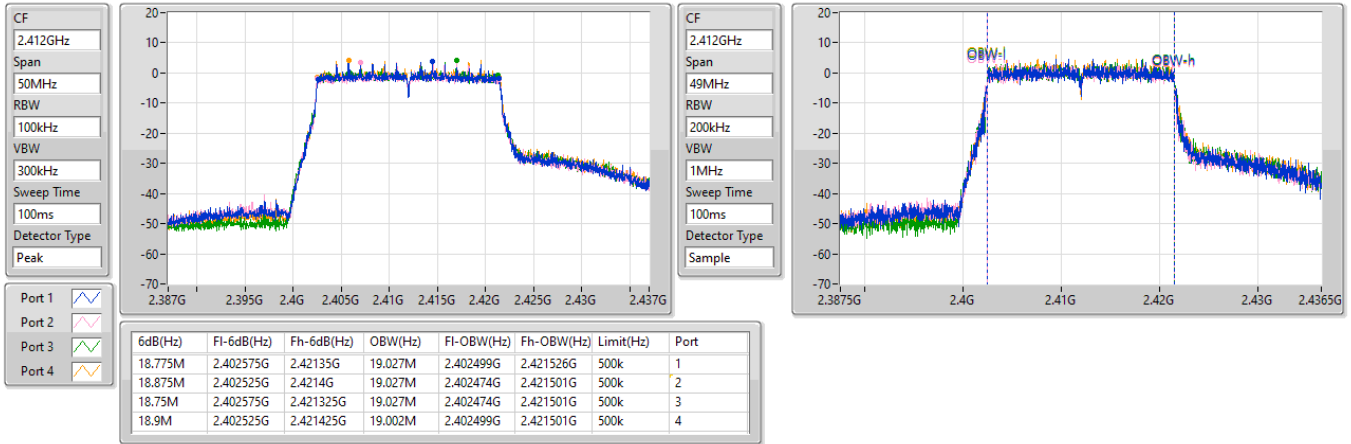 CF
2.412GHz
Span
50MHz
RBW
100kHz
VBW
300kHz
Sweep Time
100ms
Detector Type
Peak
20
10
0
-10
-20
-30
-40
-50
-60
-70
2.387G 2.395G 2.4G 2.405G 2.41G 2.415G 2.42G 2.425G 2.43G 2.437G
CF
2.412GHz
Span
49MHz
RBW
200kHz
VBW
1MHz
Sweep Time
100ms
Detector Type
Sample
20
10
0
-10
-20
-30
-40
-50
-60
-70
OBW-l
OBW-h
2.3875G 2.4G 2.41G 2.42G 2.43G 2.4365G
Port 1
Port 2
Port 3
Port 4
6dB(Hz) Fl-6dB(Hz) Fh-6dB(Hz) OBW(Hz) Fl-OBW(Hz) Fh-OBW(Hz) Limit(Hz) Port
18.775M 2.402575G 2.42135G 19.027M 2.402499G 2.421526G 500k 1
18.875M 2.402525G 2.4214G 19.027M 2.402474G 2.421501G 500k 2
18.75M 2.402575G 2.421325G 19.027M 2.402474G 2.421501G 500k 3
18.9M 2.402525G 2.421425G 19.002M 2.402499G 2.421501G 500k 4